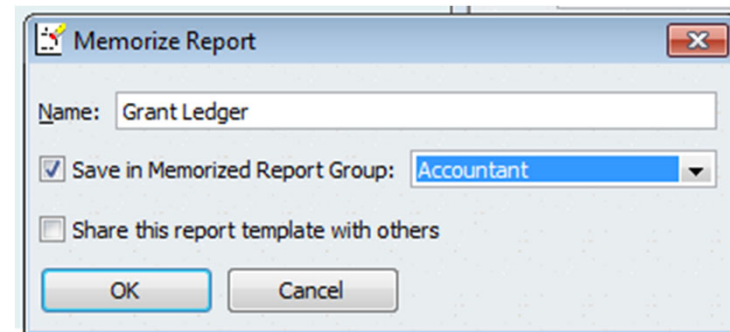 Memorize Report
Name: Grant Ledger
Save in Memorized Report Group: Accountant
Share this report template with others
OK Cancel